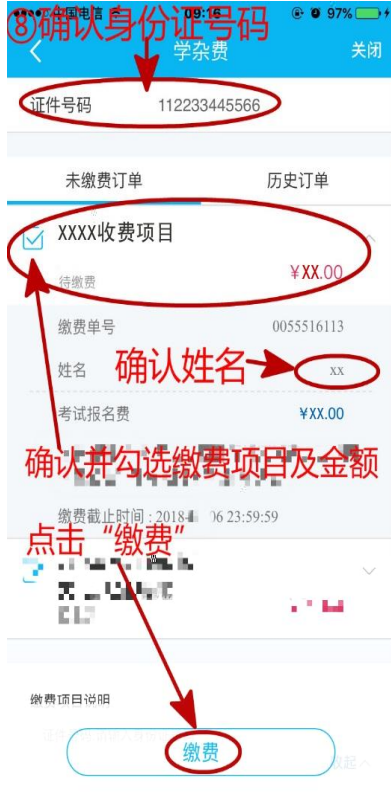 ⑧确认身份证号码
中国电信 09:16 97%
学杂费 关闭
证件号码 112233445566
未缴费订单 历史订单
XXXX收费项目
待缴费 ¥XX.00
缴费单号 0055516113
姓名 确认姓名 xx
考试报名费 ¥XX.00
确认并勾选缴费项目及金额
缴费截止时间 : 2018- 06 23:59:59
点击“缴费”
缴费项目说明
缴费
收起